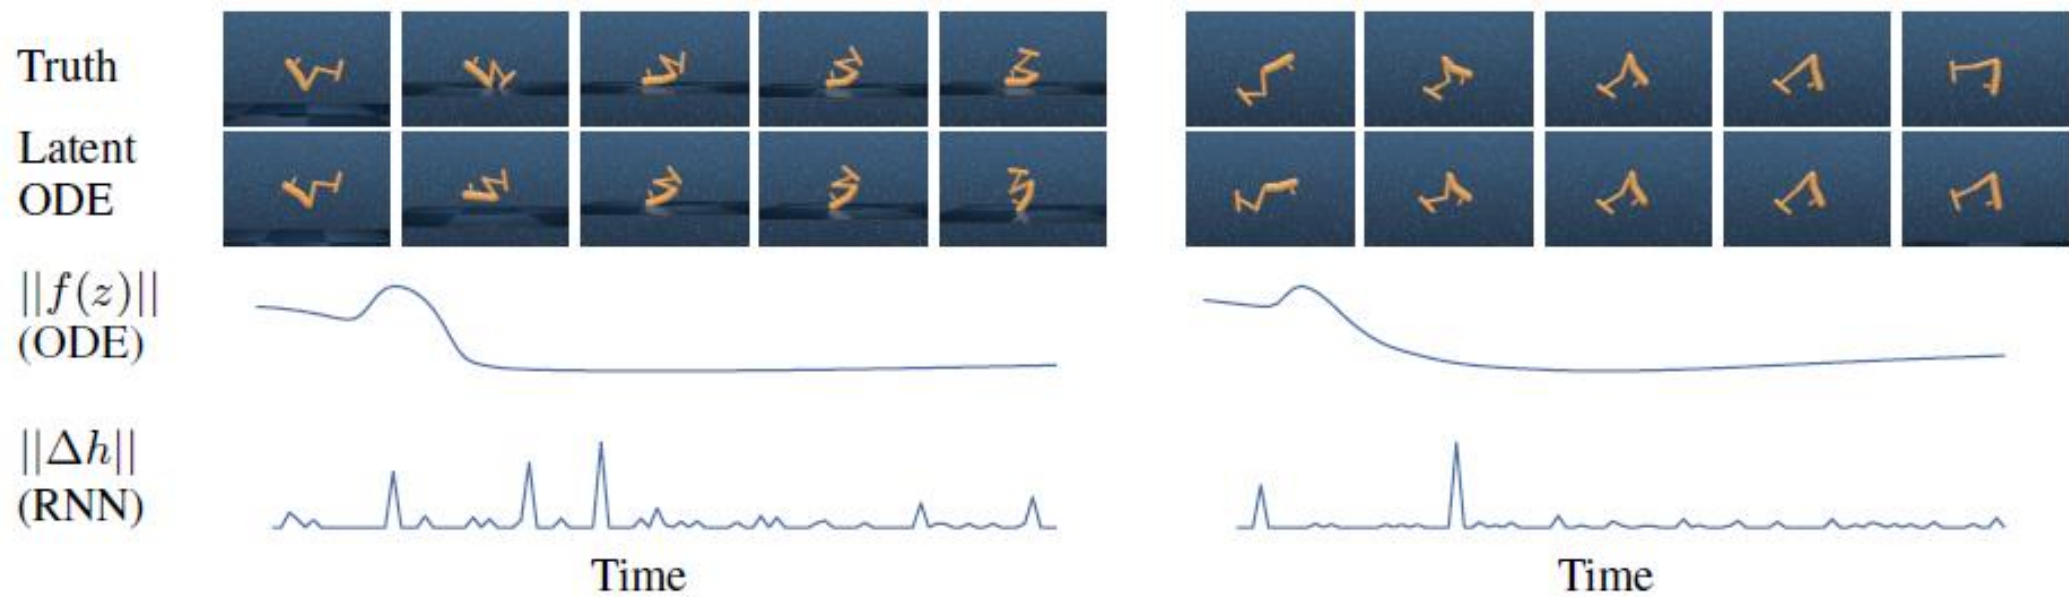 Truth
Latent
ODE
||f(z)||
(ODE)
||Δh||
(RNN)
Time
Time